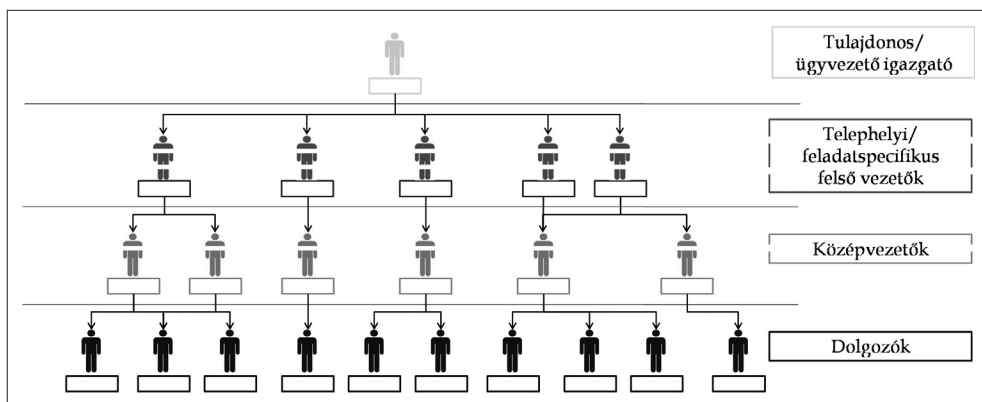 Tulajdonos/
ügyvezető igazgató
Telephelyi/
feladatspecifikus
felső vezetők
Középvezetők
Dolgozók